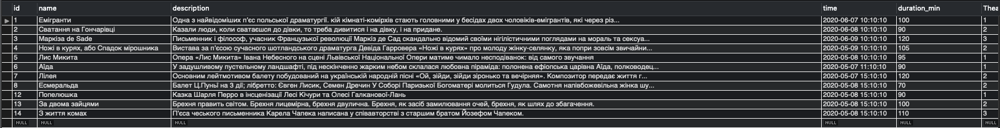 id name description time duration_min Thea
1 Емігранти Одна з найвідоміших п'єс польської драматургії. кій кімнаті-комірхів стають головними у бесідах двох чоловіків-емігрантів, які через різ... 2020-06-07 10:10:10 100 1
2 Сватання на Гончарівці Казали люди, коли сватаєшся до дівки, то треба дивитися і на дівку, і на придане. 2020-06-08 10:10:10 90 2
3 Маркіза de Sade Письменник і філософ, учасник Французької революції Маркіз де Сад скандально відомий своїми нігілістичними поглядами на мораль та сексуа... 2020-06-09 10:10:10 120 3
4 Ножі в курях, або Спадок мірошника Вистава за п'єсою сучасного шотландського драматурга Девіда Гарровера «Ножі в курях» про молоду жінку-селянку, яка попри зовсім звичайни... 2020-05-09 10:10:10 105 2
5 Лис Микита Опера «Лис Микита» Івана Небесного на сцені Львівської Національної Опери матиме чимало несподіванок: від самого звучання 2020-05-08 10:10:10 95 1
6 Аїда У задушливому пустельному ландшафті, під нескінченно жарким небом склалася любовна піраміда: полонена ефіопська царівна Аїда, полководец... 2020-05-07 11:10:10 90 1
7 Лілея Основним лейтмотивом балету побудований на українській народній пісні «Ой, зійди, зійди зіронько та вечірняя». Композитор передає життя г... 2020-05-07 15:10:10 120 2
8 Есмеральда Балет Ц.Пуньї на 3 дії; лібретто: Євген Лисик, Семен Дречин У Соборі Паризької Богоматері молиться Гудула. Самотня напівбожевільна жінка шу... 2020-05-08 15:10:10 70 2
12 Попелюшка Казка Шарля Перро в інсценізації Лесі Кічури та Олесі Галканової-Лань 2020-05-08 15:10:10 90 1
13 За двома зайцями Брехня править світом. Брехня лицемірна, брехня двулична. Брехня, як засіб замилювання очей, брехня, як шлях до збагачення. 2020-05-08 15:10:10 100 2
14 З життя комах П'єса чеського письменника Карела Чапека написана у співавторстві з старшим братом Йозефом Чапеком. 2020-05-08 15:10:10 110 3
NULL NULL NULL NULL NULL NULL